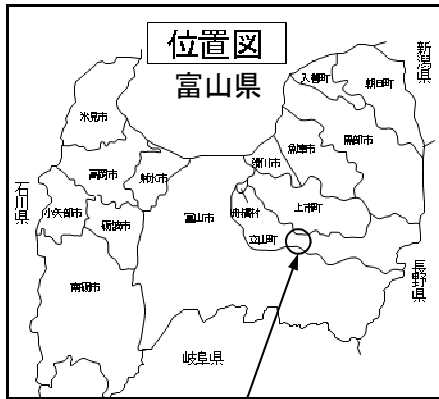 位置図
富山県
新潟県
入善町
朝日町
氷見市
黒部市
魚津市
滑川市
高岡市
射水市
石川県
小矢部市
砺波市
富山市
舟橋村
上市町
立山町
長野県
南砺市
岐阜県